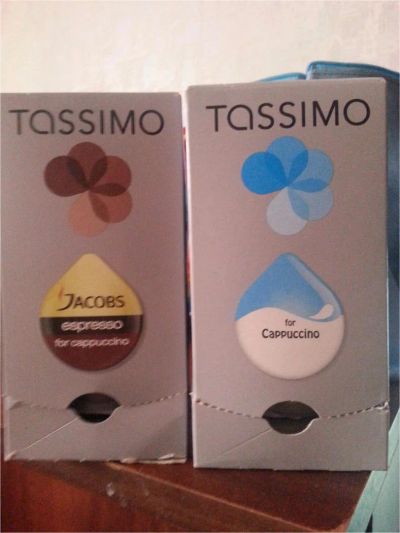 TASSIMO
JACOBS
espresso
for cappuccino
TASSIMO
for
Cappuccino